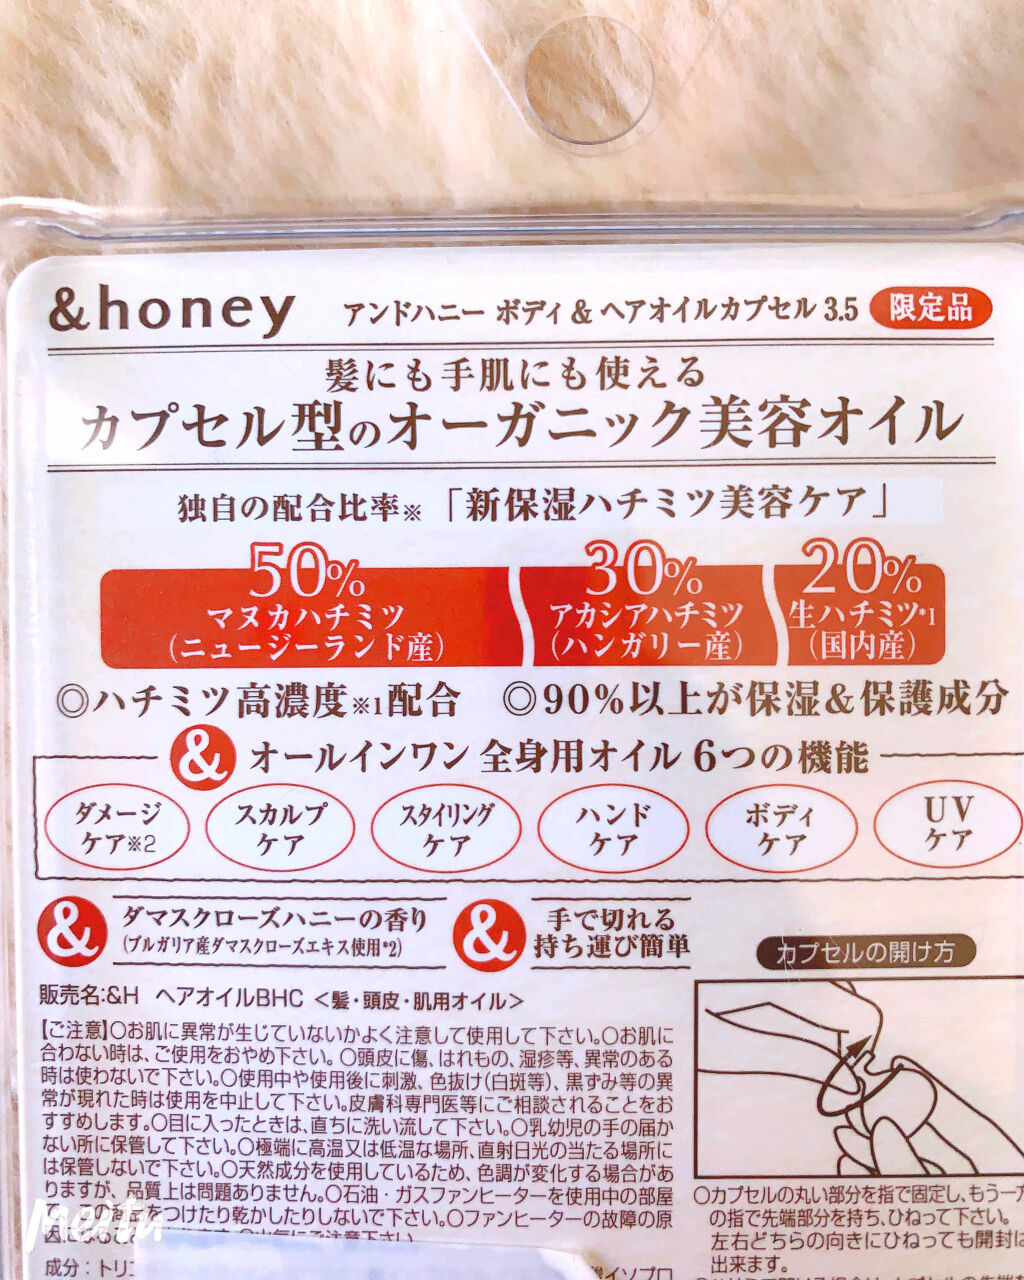 &honey アンドハニー ボディ & ヘアオイルカプセル 3.5 限定品
髪にも手肌にも使える
カプセル型のオーガニック美容オイル
独自の配合比率※「新保湿ハチミツ美容ケア」
50% 30% 20%
マヌカハチミツ アカシアハチミツ 生ハチミツ*1
(ニュージーランド産) (ハンガリー産) (国内産)
◎ハチミツ高濃度※1配合 ◎90%以上が保湿&保護成分
& オールインワン 全身用オイル 6つの機能
ダメージ スカルプ スタイリング ハンド ボディ UV
ケア※2 ケア ケア ケア ケア ケア
& ダマスクローズハニーの香り
(ブルガリア産ダマスクローズエキス使用*2)
& 手で切れる
持ち運び簡単
販売名:&H ヘアオイルBHC <髪・頭皮・肌用オイル>
【ご注意】〇お肌に異常が生じていないかよく注意して使用して下さい。〇お肌に
合わない時は、ご使用をおやめ下さい。〇頭皮に傷、はれもの、湿疹等、異常のある
時は使わないで下さい。〇使用中や使用後に刺激、色抜け(白斑等)、黒ずみ等の異
常が現れた時は使用を中止して下さい。皮膚科専門医等にご相談されることをお
すすめします。〇目に入ったときは、直ちに洗い流して下さい。〇乳幼児の手の届か
ない所に保管して下さい。〇極端に高温又は低温な場所、直射日光の当たる場所に
は保管しないで下さい。〇天然成分を使用しているため、色調が変化する場合があ
りますが、品質上は問題ありません。〇石油・ガスファンヒーターを使用中の部屋
をつけたり乾かしたりしないで下さい。〇ファンヒーターの故障の原
成分：トリ イソプロ
カプセルの開け方
〇カプセルの丸い部分を指で固定し、もう一方
の指で先端部分を持ち、ひねって下さい。
左右どちらの向きにひねっても開封は
出来ます。
Meitu